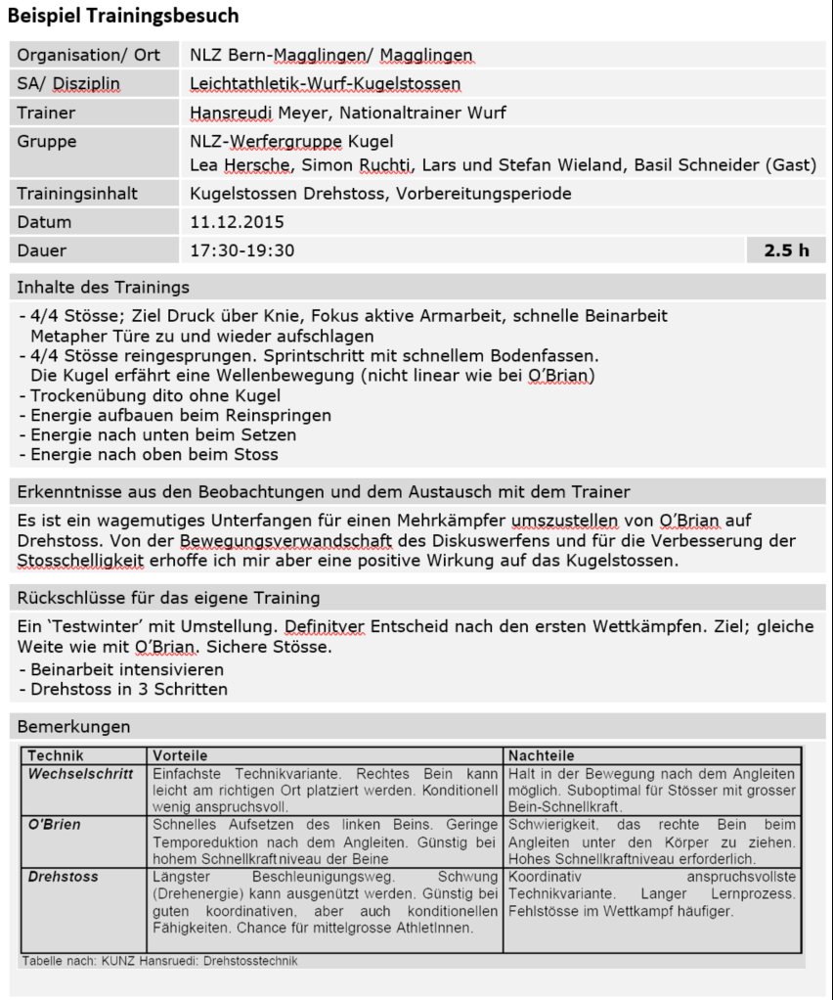 Beispiel Trainingsbesuch
Organisation/ Ort NLZ Bern-Magglingen/ Magglingen
SA/ Disziplin Leichtathletik-Wurf-Kugelstossen
Trainer Hansreudi Meyer, Nationaltrainer Wurf
Gruppe NLZ-Werfergruppe Kugel
Lea Hersche, Simon Ruchti, Lars und Stefan Wieland, Basil Schneider (Gast)
Trainingsinhalt Kugelstossen Drehstoss, Vorbereitungsperiode
Datum 11.12.2015
Dauer 17:30-19:30 2.5 h
Inhalte des Trainings
- 4/4 Stösse; Ziel Druck über Knie, Fokus aktive Armarbeit, schnelle Beinarbeit
Metapher Türe zu und wieder aufschlagen
- 4/4 Stösse reingesprungen. Sprintschritt mit schnellem Bodenfassen.
Die Kugel erfährt eine Wellenbewegung (nicht linear wie bei O’Brian)
- Trockenübung dito ohne Kugel
- Energie aufbauen beim Reinspringen
- Energie nach unten beim Setzen
- Energie nach oben beim Stoss
Erkenntnisse aus den Beobachtungen und dem Austausch mit dem Trainer
Es ist ein wagemutiges Unterfangen für einen Mehrkämpfer umszustellen von O’Brian auf
Drehstoss. Von der Bewegungsverwandschaft des Diskuswerfens und für die Verbesserung der
Stosschelligkeit erhoffe ich mir aber eine positive Wirkung auf das Kugelstossen.
Rückschlüsse für das eigene Training
Ein ‘Testwinter’ mit Umstellung. Definitver Entscheid nach den ersten Wettkämpfen. Ziel; gleiche
Weite wie mit O’Brian. Sichere Stösse.
- Beinarbeit intensivieren
- Drehstoss in 3 Schritten
Bemerkungen
Technik Vorteile Nachteile
Wechselschritt Einfachste Technikvariante. Rechtes Bein kann
leicht am richtigen Ort platziert werden. Konditionell
wenig anspruchsvoll.
Halt in der Bewegung nach dem Angleiten
möglich. Suboptimal für Stösser mit grosser
Bein-Schnellkraft.
O'Brien Schnelles Aufsetzen des linken Beins. Geringe
Temporeduktion nach dem Angleiten. Günstig bei
hohem Schnellkraftniveau der Beine
Schwierigkeit, das rechte Bein beim
Angleiten unter den Körper zu ziehen.
Hohes Schnellkraftniveau erforderlich.
Drehstoss Längster Beschleunigungsweg. Schwung
(Drehenergie) kann ausgenützt werden. Günstig bei
guten koordinativen, aber auch konditionellen
Fähigkeiten. Chance für mittelgrosse AthletInnen.
Koordinativ anspruchsvollste
Technikvariante. Langer Lernprozess.
Fehlstösse im Wettkampf häufiger.
Tabelle nach: KUNZ Hansruedi: Drehstosstechnik